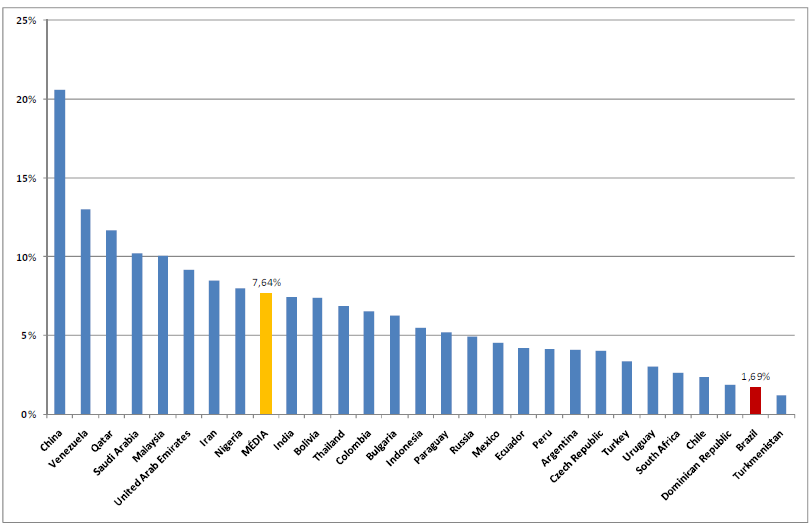 25%
20%
15%
10%
5%
0%
7,64%
1,69%
China
Venezuela
Qatar
Saudi Arabia
Malaysia
United Arab Emirates
Iran
Nigeria
MÉDIA
India
Bolivia
Thailand
Colombia
Bulgaria
Indonesia
Paraguay
Russia
Mexico
Ecuador
Peru
Argentina
Czech Republic
Turkey
Uruguay
South Africa
Chile
Dominican Republic
Brazil
Turkmenistan